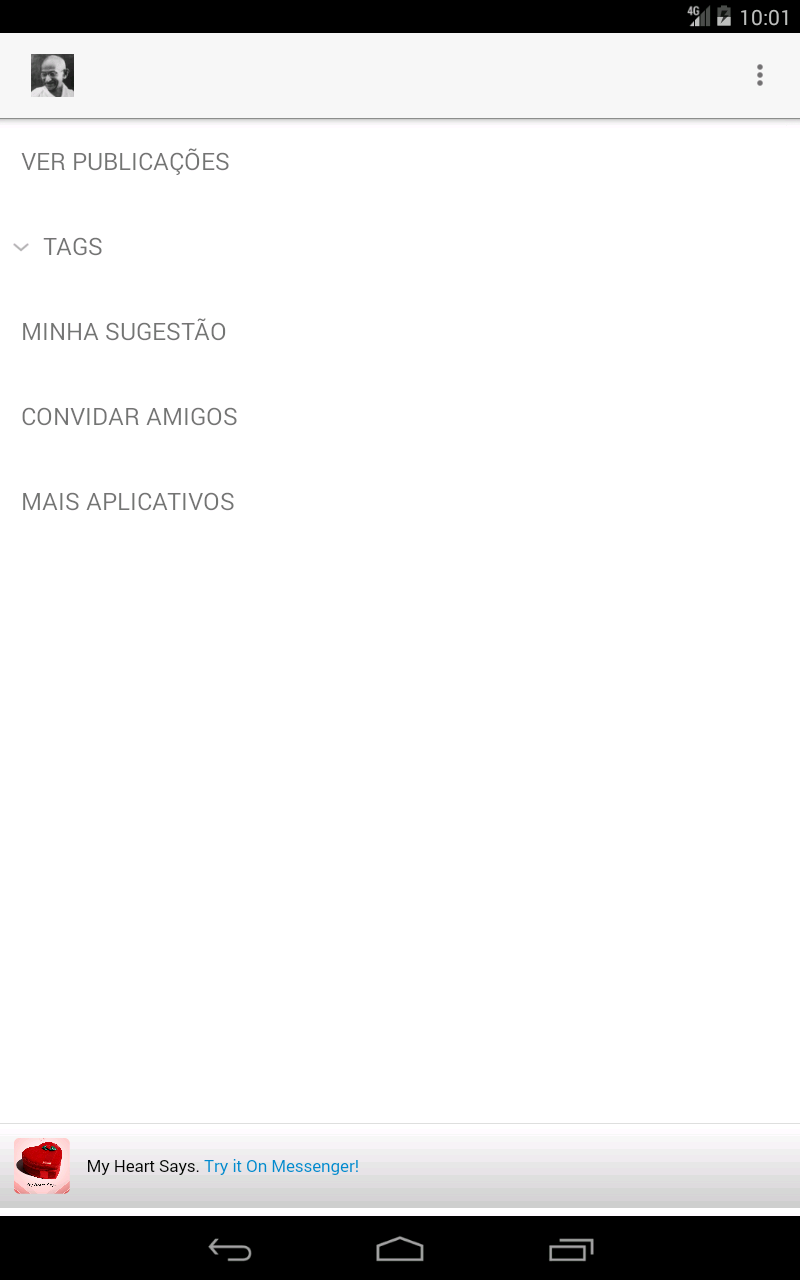 4G 10:01
VER PUBLICAÇÕES
TAGS
MINHA SUGESTÃO
CONVIDAR AMIGOS
MAIS APLICATIVOS
My Heart Says. Try it On Messenger!